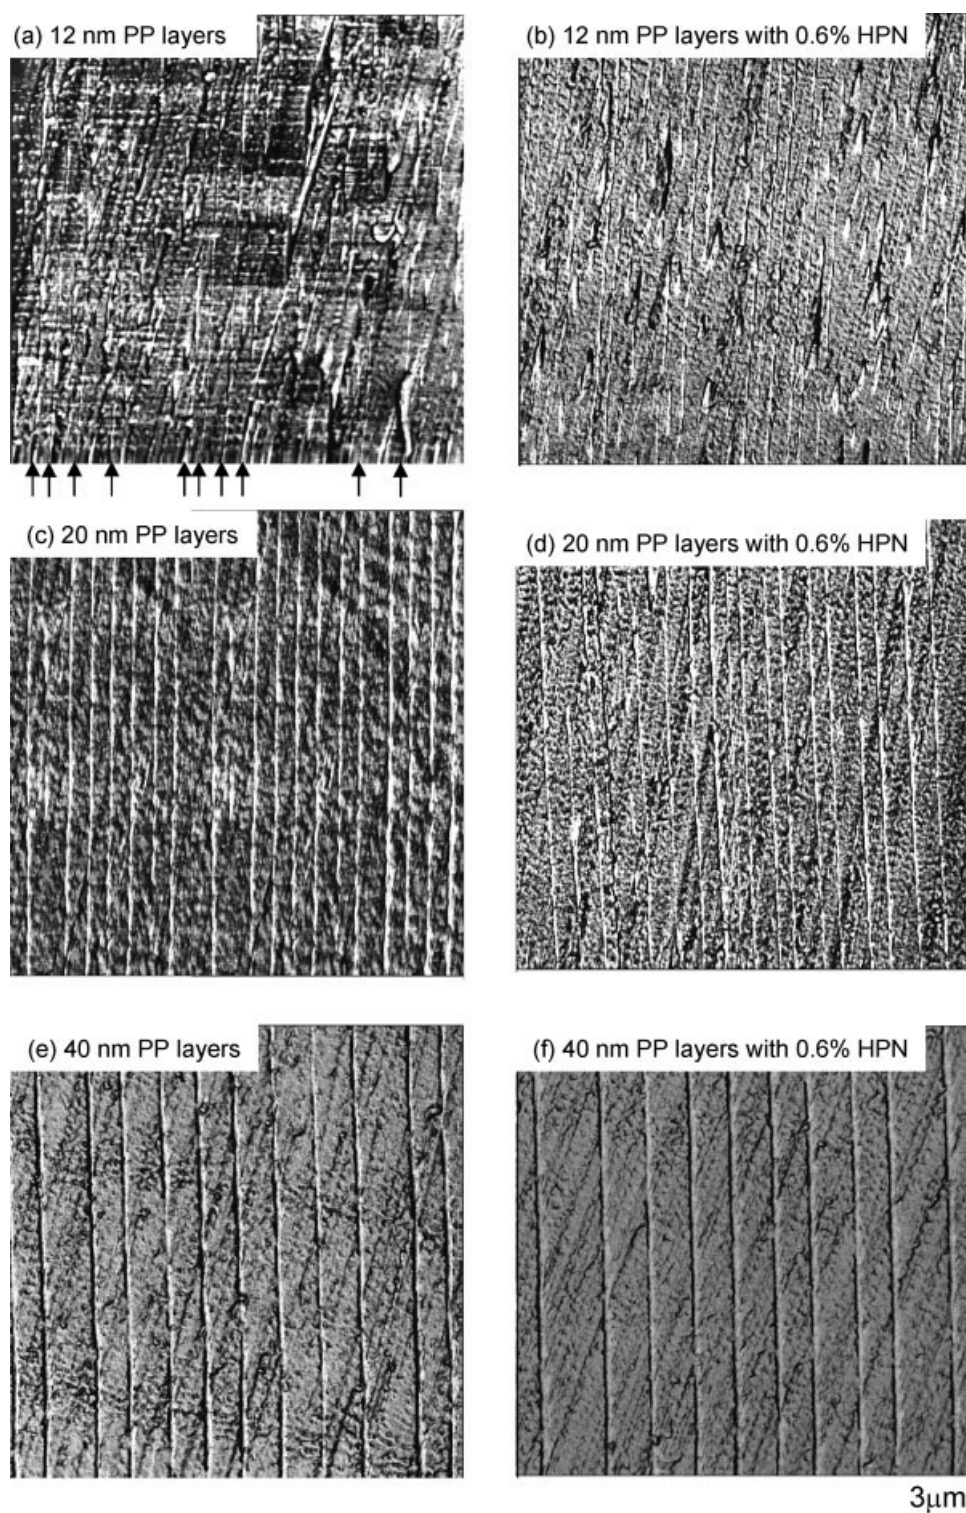 (a) 12 nm PP layers
(b) 12 nm PP layers with 0.6% HPN
(c) 20 nm PP layers
(d) 20 nm PP layers with 0.6% HPN
(e) 40 nm PP layers
(f) 40 nm PP layers with 0.6% HPN
3μm